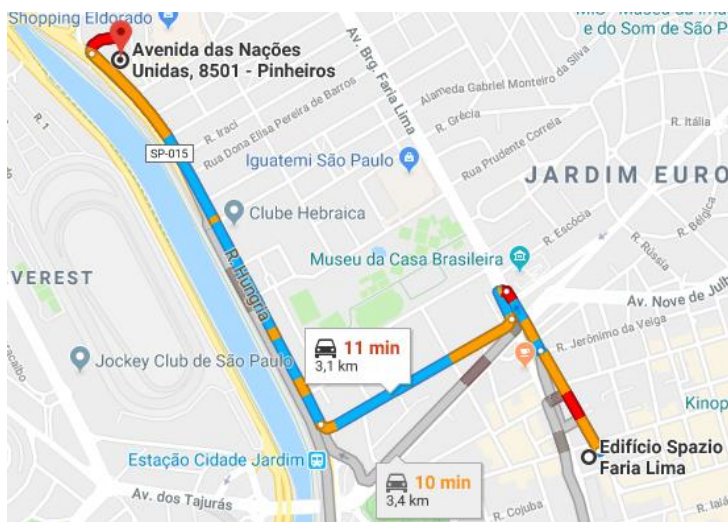 Shopping Eldorado
Avenida das Nações
Unidas, 8501 - Pinheiros
e do Som de São P
Av. Brg. Faria Lima
Alameda Gabriel Monteiro da Silva
R. Grécia
R. Itália
R. Iraci
Rua Dona Elisa Pereira de Barros
R. 1
SP-015
Iguatemi São Paulo
Rua Prudente Correia
JARDIM EURO
Clube Hebraica
R. Escócia
R. Bélgica
R. Rússia
Museu da Casa Brasileira
VEREST
R. Hungria
Av. Nove de Julh
11 min
3,1 km
R. Jerônimo da Veiga
Jockey Club de São Paulo
Kinop
Edifício Spazio
Faria Lima
Estação Cidade Jardim
10 min
3,4 km
Av. dos Tajurás
R. Cojuba